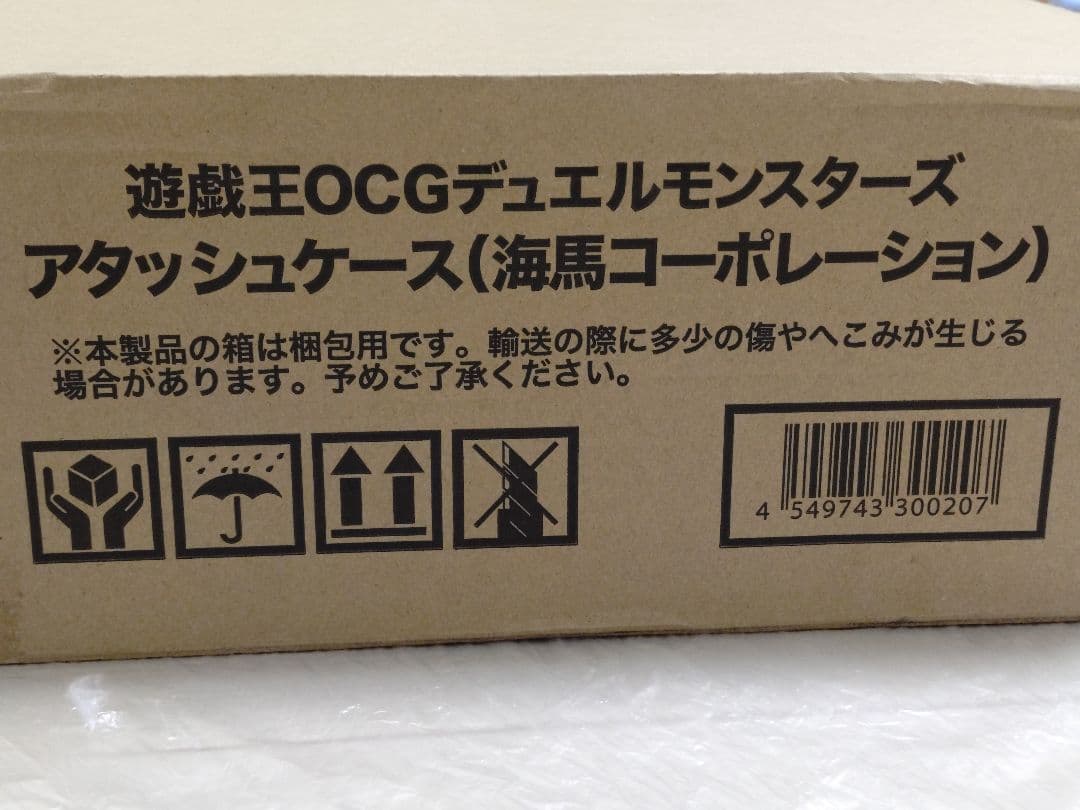 遊戯王OCGデュエルモンスターズ
アタッシュケース(海馬コーポレーション)
※本製品の箱は梱包用です。輸送の際に多少の傷やへこみが生じる
場合があります。予めご了承ください。
4 549743 300207